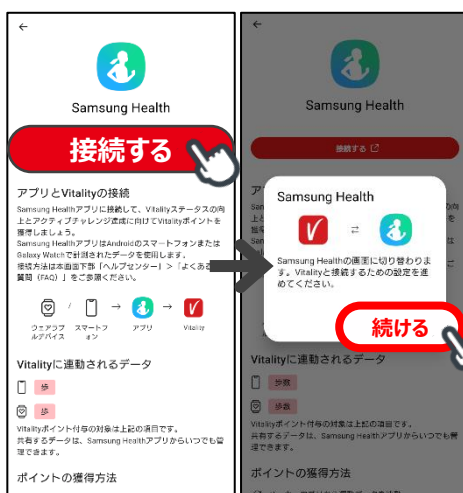 ←
Samsung Health
接続する
アプリとVitalityの接続
Samsung Healthアプリに接続して、Vitalityステータスの向
上とアクティブチャレンジ達成に向けてVitalityポイントを
獲得しましょう。
Samsung HealthアプリはAndroidのスマートフォンまたは
Galaxy Watchで計測されたデータを使用します。
接続方法は本画面下部「ヘルプセンター」>「よくある
質問（FAQ）」をご参照ください。
/ → →
ウェアラブ
ルデバイス
スマートフ
ォン
アプリ
Vitality
Vitalityに連動されるデータ
歩
歩
Vitalityポイント付与の対象は上記の項目です。
共有するデータは、Samsung Healthアプリからいつでも管
理できます。
ポイントの獲得方法
←
Samsung Health
接続する
Samsung Health
Samsung Healthの画面に切り替わりま
す。Vitalityと接続するための設定を進
めてください。
続ける
Vitalityに連動されるデータ
歩数
歩数
Vitalityポイント付与の対象は上記の項目です。
共有するデータは、Samsung Healthアプリからいつでも管
理できます。
ポイントの獲得方法